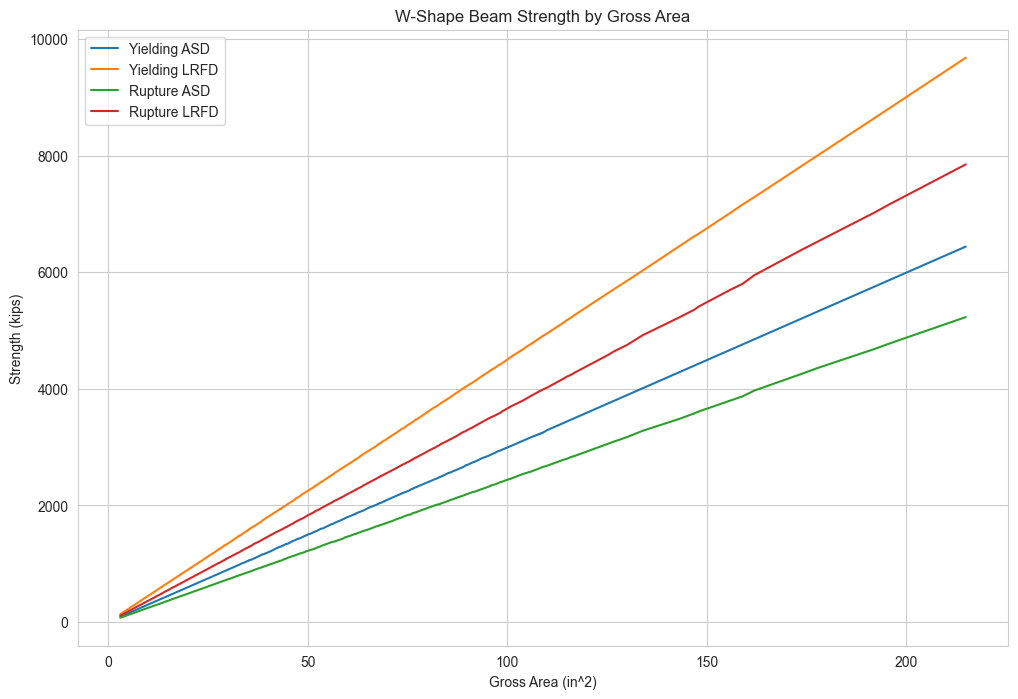 W-Shape Beam Strength by Gross Area
Yielding ASD
Yielding LRFD
Rupture ASD
Rupture LRFD
10000
8000
6000
4000
2000
0
Strength (kips)
0
50
100
150
200
Gross Area (in^2)